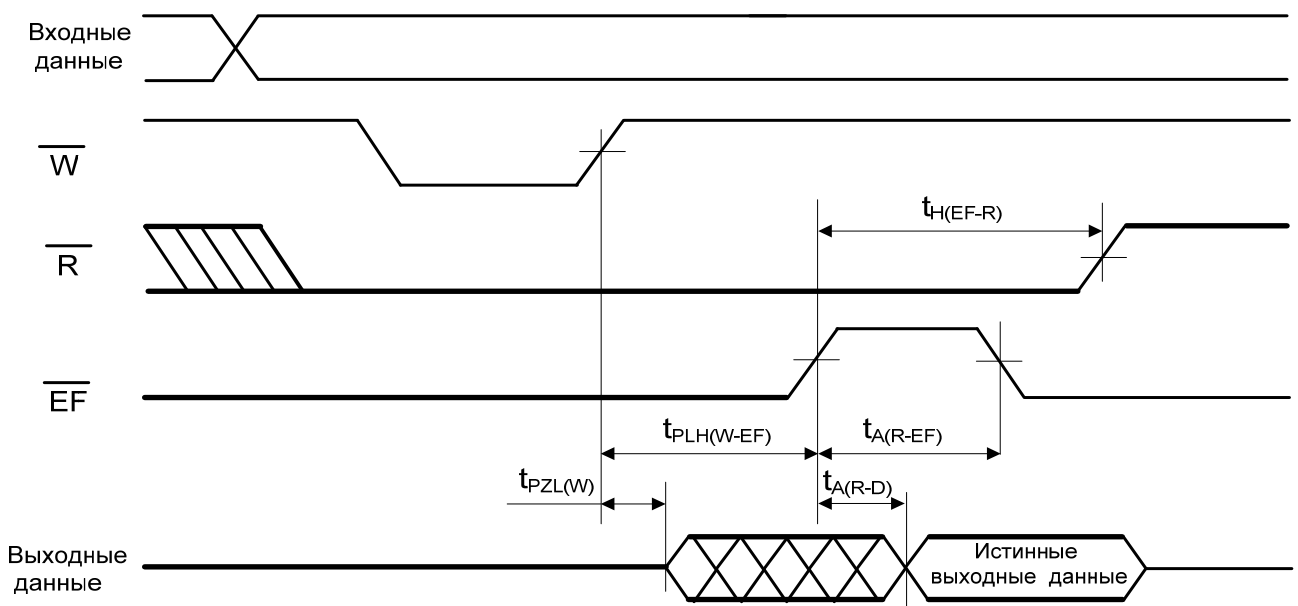 Входные
данные
W
tH(EF-R)
R
EF
tPLH(W-EF)
tA(R-EF)
tPZL(W)
tA(R-D)
Выходные
данные
Истинные
выходные данные